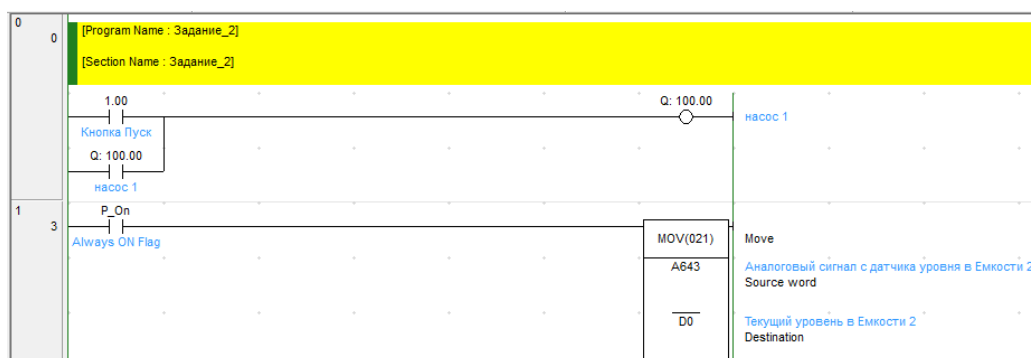 0
0
[Program Name : Задание_2]
[Section Name : Задание_2]
1.00
Q: 100.00
Кнопка Пуск
насос 1
Q: 100.00
насос 1
1
3
P_On
Always ON Flag
MOV(021)
Move
A643
Аналоговый сигнал с датчика уровня в Емкости 2
Source word
D0
Текущий уровень в Емкости 2
Destination